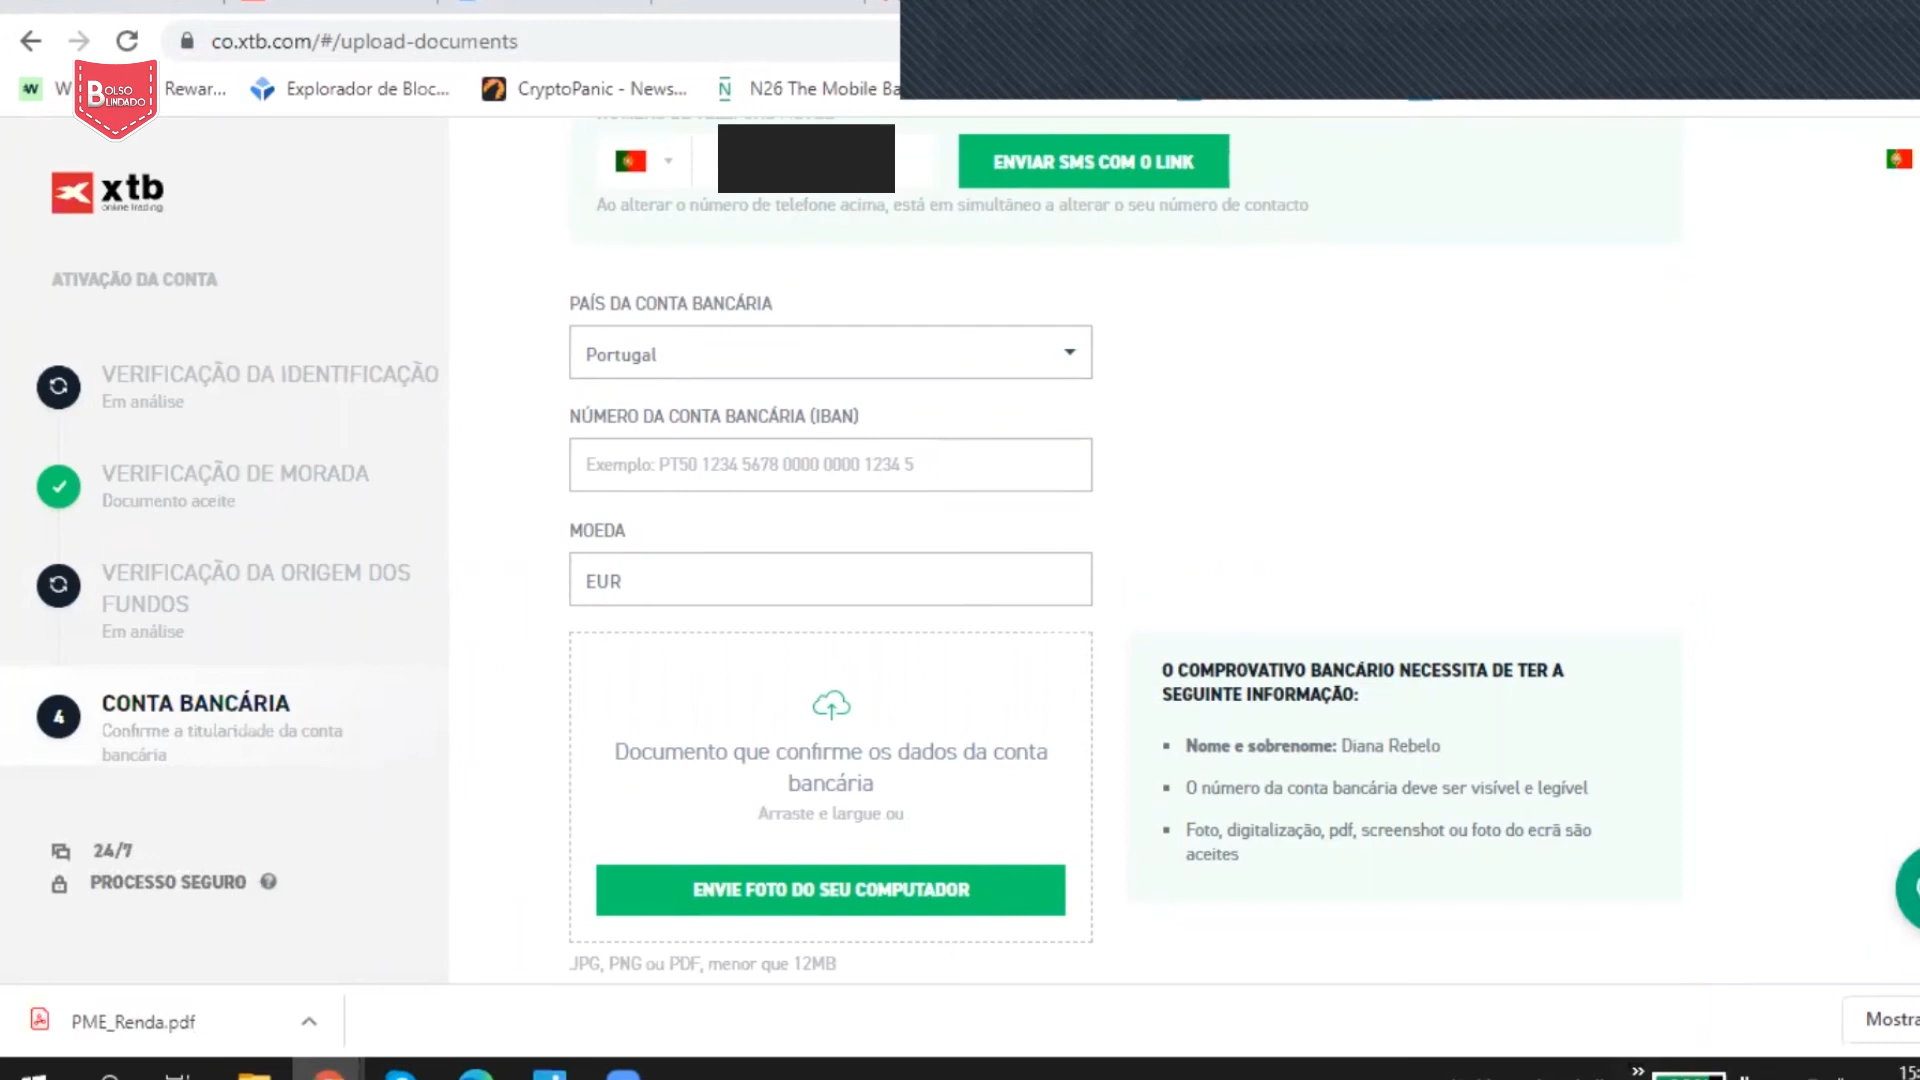 co.xtb.com/#/upload-documents
W
Rewar...
Explorador de Bloc...
CryptoPanic - News...
N26 The Mobile Ba
BOLSO
BLINDADO
xtb
online trading
ENVIAR SMS COM O LINK
Ao alterar o número de telefone acima, está em simultâneo a alterar o seu número de contacto
ATIVAÇÃO DA CONTA
VERIFICAÇÃO DA IDENTIFICAÇÃO
Em análise
VERIFICAÇÃO DE MORADA
Documento aceite
VERIFICAÇÃO DA ORIGEM DOS
FUNDOS
Em análise
4
CONTA BANCÁRIA
Confirme a titularidade da conta
bancária
24/7
PROCESSO SEGURO
PAÍS DA CONTA BANCÁRIA
Portugal
NÚMERO DA CONTA BANCÁRIA (IBAN)
Exemplo: PT50 1234 5678 0000 0000 1234 5
MOEDA
EUR
Documento que confirme os dados da conta
bancária
Arraste e largue ou
ENVIE FOTO DO SEU COMPUTADOR
JPG, PNG ou PDF, menor que 12MB
O COMPROVATIVO BANCÁRIO NECESSITA DE TER A
SEGUINTE INFORMAÇÃO:
Nome e sobrenome: Diana Rebelo
O número da conta bancária deve ser visível e legível
Foto, digitalização, pdf, screenshot ou foto do ecrã são
aceites
PME_Renda.pdf
Mostra
15: